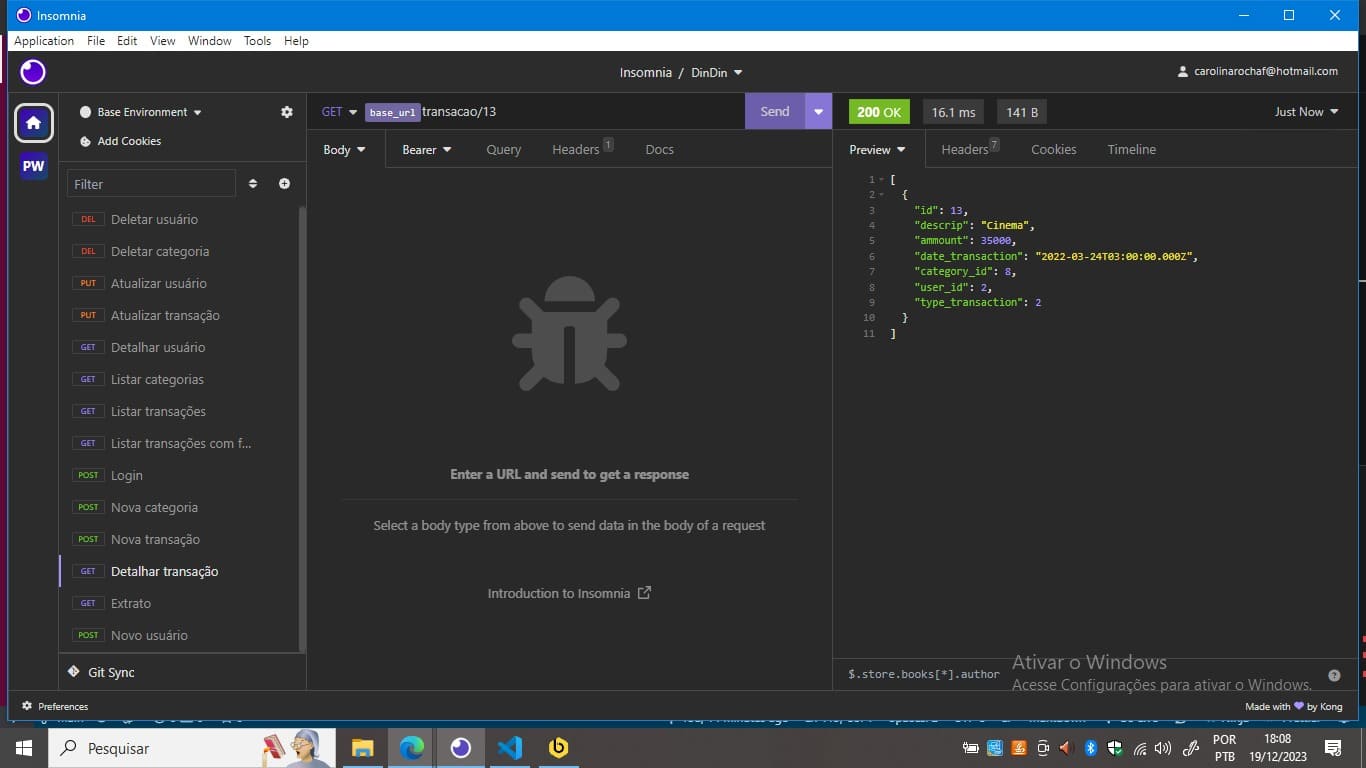 Insomnia
Application File Edit View Window Tools Help
Insomnia / DinDin
carolinarochaf@hotmail.com
Base Environment
GET base_url transacao/13 Send
200 OK 16.1 ms 141 B Just Now
Add Cookies
PW
Body Bearer Query Headers 1 Docs
Preview Headers 7 Cookies Timeline
Filter
DEL Deletar usuário
DEL Deletar categoria
PUT Atualizar usuário
PUT Atualizar transação
GET Detalhar usuário
GET Listar categorias
GET Listar transações
GET Listar transações com f...
POST Login
POST Nova categoria
POST Nova transação
GET Detalhar transação
GET Extrato
POST Novo usuário
Git Sync
Enter a URL and send to get a response
Select a body type from above to send data in the body of a request
Introduction to Insomnia
1 [
2 {
3 "id": 13,
4 "descrip": "Cinema",
5 "ammount": 35000,
6 "date_transaction": "2022-03-24T03:00:00.000Z",
7 "category_id": 8,
8 "user_id": 2,
9 "type_transaction": 2
10 }
11 ]
$.store.books[*].author
Ativar o Windows
Acesse Configurações para ativar o Windows.
Preferences
Made with by Kong
Pesquisar
POR
PTB
18:08
19/12/2023